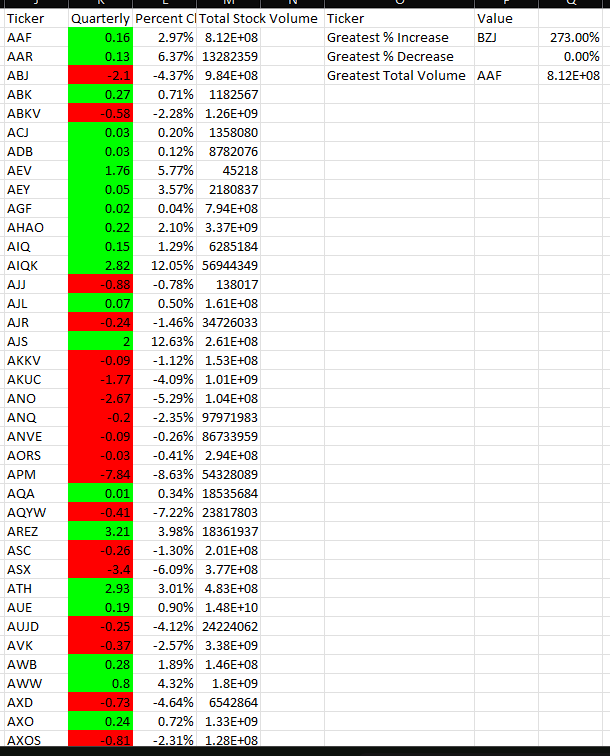 Ticker Quarterly Percent Cl Total Stock Volume Ticker Value
AAF 0.16 2.97% 8.12E+08 Greatest % Increase BZJ 273.00%
AAR 0.13 6.37% 13282359 Greatest % Decrease 0.00%
ABJ -2.1 -4.37% 9.84E+08 Greatest Total Volume AAF 8.12E+08
ABK 0.27 0.71% 1182567
ABKV -0.58 -2.28% 1.26E+09
ACJ 0.03 0.20% 1358080
ADB 0.03 0.12% 8782076
AEV 1.76 5.77% 45218
AEY 0.05 3.57% 2180837
AGF 0.02 0.04% 7.94E+08
AHAO 0.22 2.10% 3.37E+09
AIQ 0.15 1.29% 6285184
AIQK 2.82 12.05% 56944349
AJJ -0.88 -0.78% 138017
AJL 0.07 0.50% 1.61E+08
AJR -0.24 -1.46% 34726033
AJS 2 12.63% 2.61E+08
AKKV -0.09 -1.12% 1.53E+08
AKUC -1.77 -4.09% 1.01E+09
ANO -2.67 -5.29% 1.04E+08
ANQ -0.2 -2.35% 97971983
ANVE -0.09 -0.26% 86733959
AORS -0.03 -0.41% 2.94E+08
APM -7.84 -8.63% 54328089
AQA 0.01 0.34% 18535684
AQYW -0.41 -7.22% 23817803
AREZ 3.21 3.98% 18361937
ASC -0.26 -1.30% 2.01E+08
ASX -3.4 -6.09% 3.77E+08
ATH 2.93 3.01% 4.83E+08
AUE 0.19 0.90% 1.48E+10
AUJD -0.25 -4.12% 24224062
AVK -0.37 -2.57% 3.38E+09
AWB 0.28 1.89% 1.46E+08
AWW 0.8 4.32% 1.8E+09
AXD -0.73 -4.64% 6542864
AXO 0.24 0.72% 1.33E+09
AXOS -0.81 -2.31% 1.28E+08